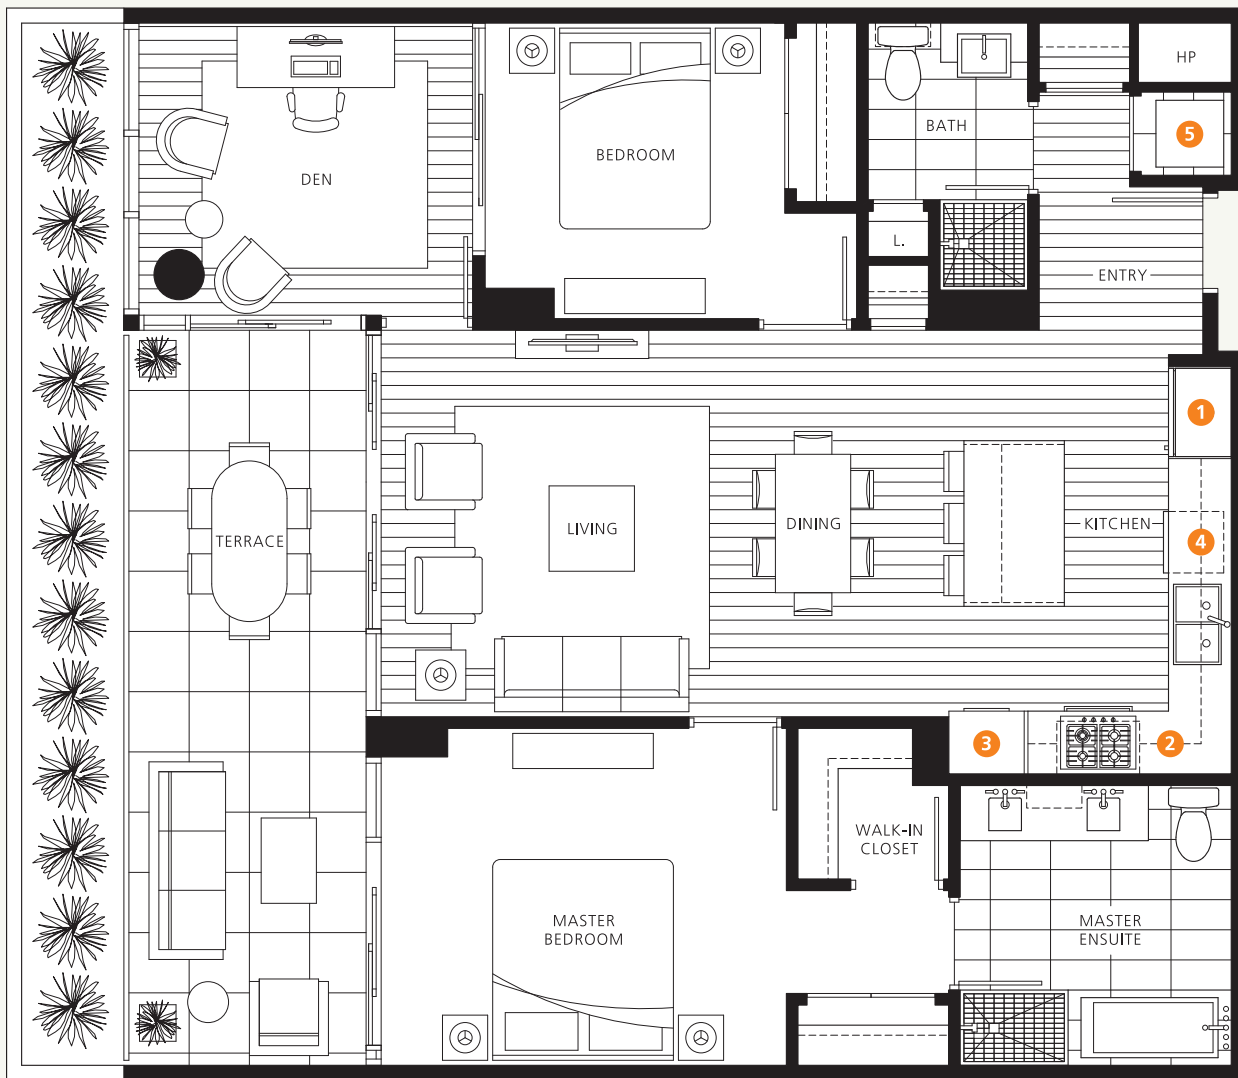 HP
BATH
5
BEDROOM
DEN
L.
ENTRY
1
LIVING
DINING
KITCHEN
TERRACE
4
3
2
WALK-IN
CLOSET
MASTER
BEDROOM
MASTER
ENSUITE